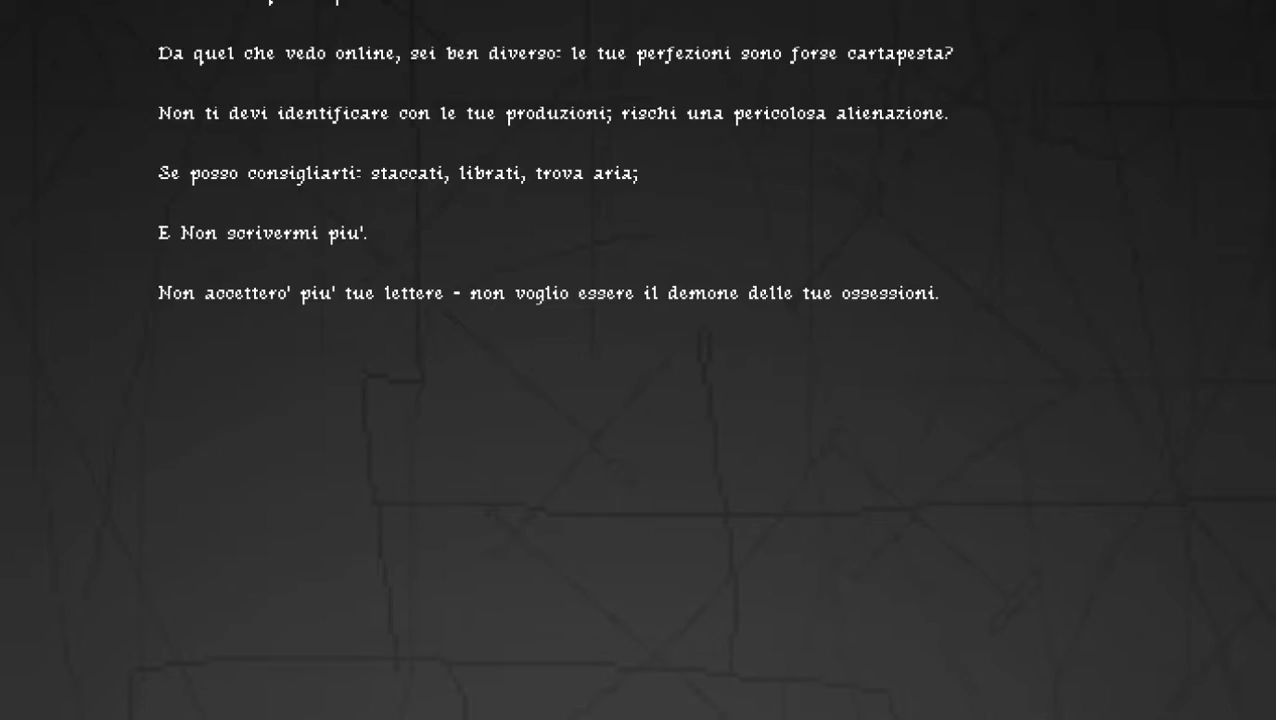 Da quel che vedo online, sei ben diverso: le tue perfezioni sono forse cartapesta?
Non ti devi identificare con le tue produzioni; rischi una pericolosa alienazione.
Se posso consigliarti: staccati, librati, trova aria;
E Non scrivermi piu'.
Non accettero' piu' tue lettere - non voglio essere il demone delle tue ossessioni.